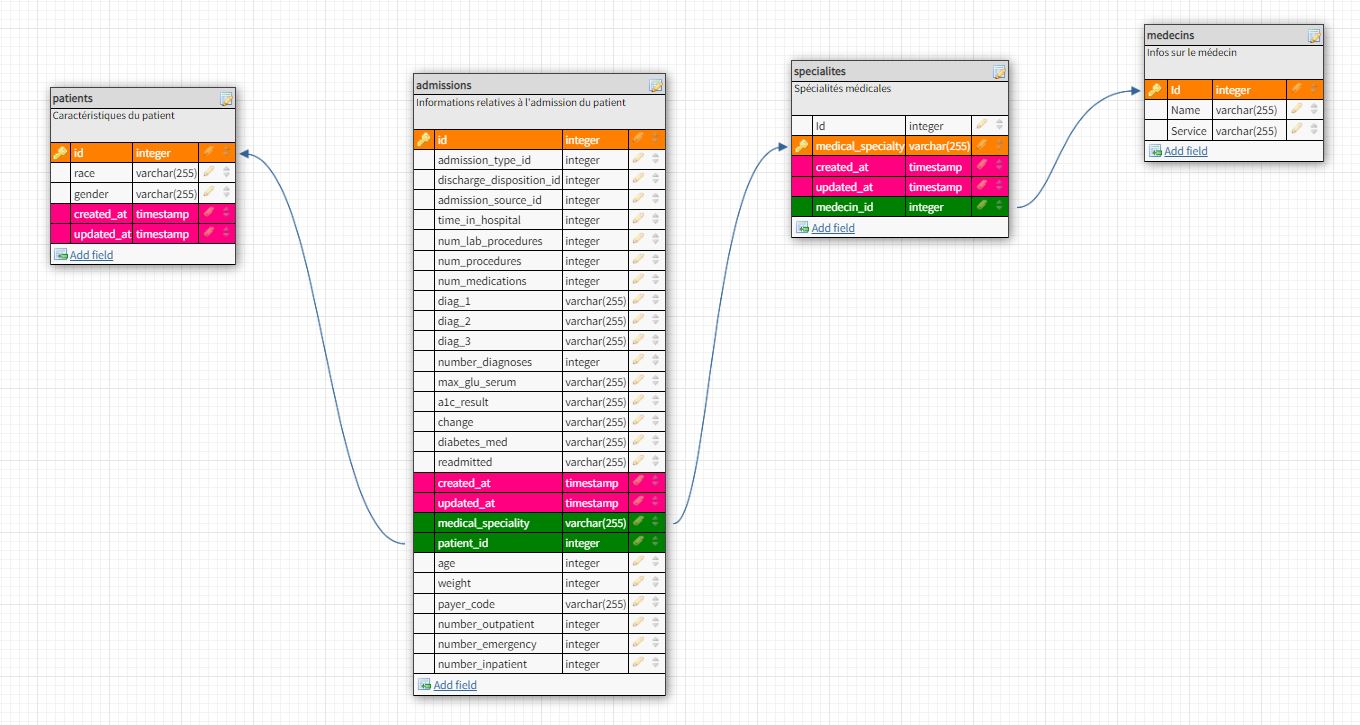 patients
Caractéristiques du patient
id integer
race varchar(255)
gender varchar(255)
created_at timestamp
updated_at timestamp
Add field
admissions
Informations relatives à l'admission du patient
id integer
admission_type_id integer
discharge_disposition_id integer
admission_source_id integer
time_in_hospital integer
num_lab_procedures integer
num_procedures integer
num_medications integer
diag_1 varchar(255)
diag_2 varchar(255)
diag_3 varchar(255)
number_diagnoses integer
max_glu_serum varchar(255)
a1c_result varchar(255)
change varchar(255)
diabetes_med varchar(255)
readmitted varchar(255)
created_at timestamp
updated_at timestamp
medical_speciality varchar(255)
patient_id integer
age integer
weight integer
payer_code varchar(255)
number_outpatient integer
number_emergency integer
number_inpatient integer
Add field
specialites
Spécialités médicales
Id integer
medical_specialty varchar(255)
created_at timestamp
updated_at timestamp
medecin_id integer
Add field
medecins
Infos sur le médecin
Id integer
Name varchar(255)
Service varchar(255)
Add field